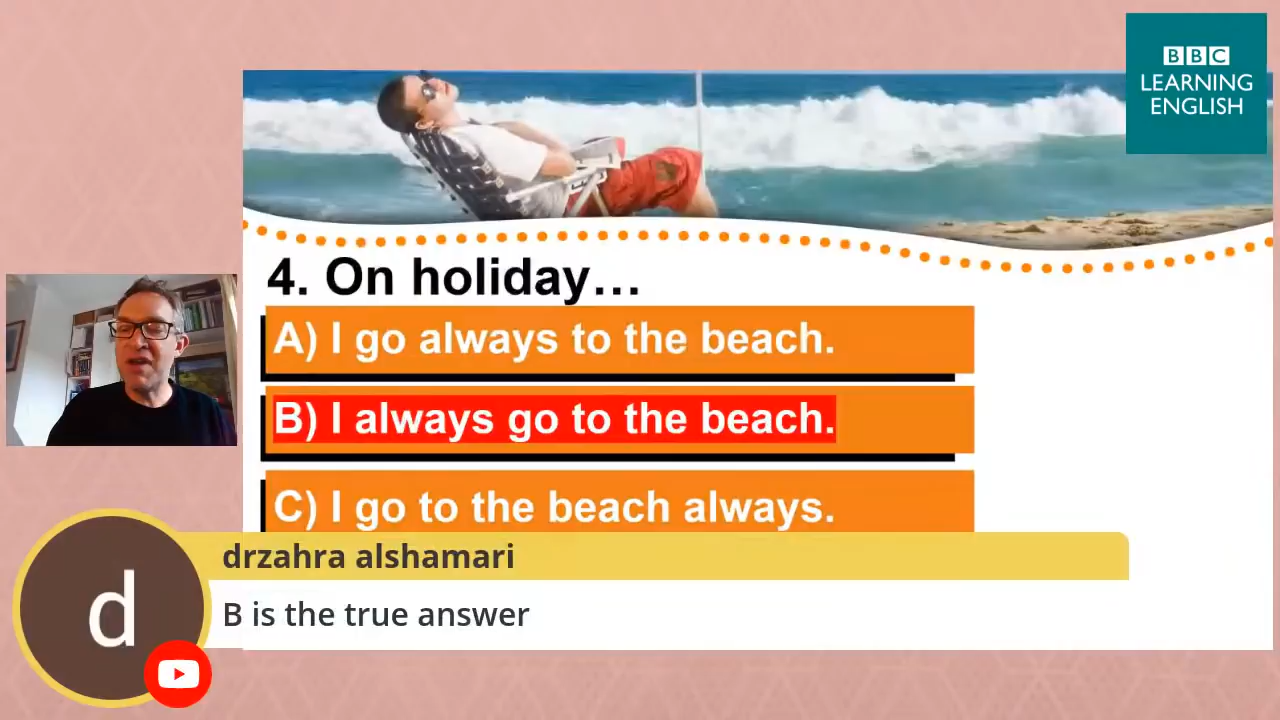 BBC
LEARNING
ENGLISH
4. On holiday...
A) I go always to the beach.
B) I always go to the beach.
C) I go to the beach always.
drzahra alshamari
d
B is the true answer